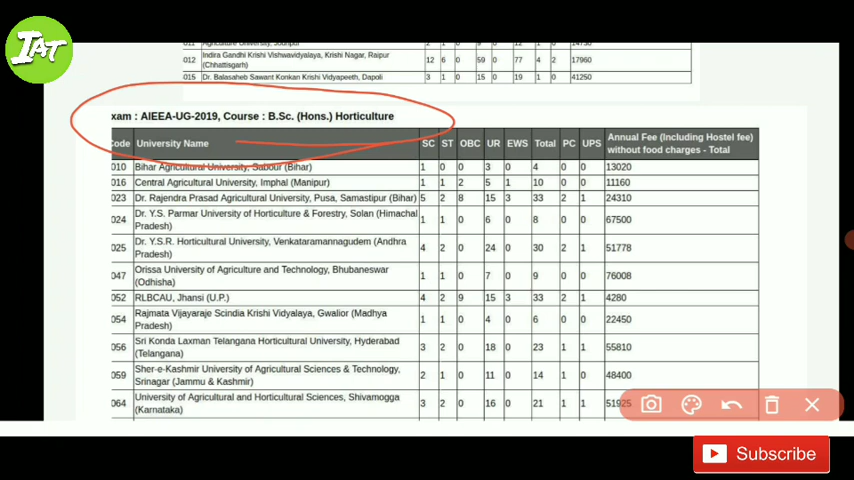 IAT
011 Agriculture University, Jodhpur 2 1 0 9 0 12 1 0 14750
012 Indira Gandhi Krishi Vishwavidyalaya, Krishi Nagar, Raipur 12 6 0 59 0 77 4 2 17960
(Chhattisgarh)
015 Dr. Balasaheb Sawant Konkan Krishi Vidyapeeth, Dapoli 3 1 0 15 0 19 1 0 41250
xam : AIEEA-UG-2019, Course : B.Sc. (Hons.) Horticulture
Code University Name SC ST OBC UR EWS Total PC UPS Annual Fee (Including Hostel fee)
without food charges - Total
010 Bihar Agricultural University, Sabour (Bihar) 1 0 0 3 0 4 0 0 13020
016 Central Agricultural University, Imphal (Manipur) 1 1 2 5 1 10 0 0 11160
023 Dr. Rajendra Prasad Agricultural University, Pusa, Samastipur (Bihar) 5 2 8 15 3 33 2 1 24310
024 Dr. Y.S. Parmar University of Horticulture & Forestry, Solan (Himachal 1 1 0 6 0 8 0 0 67500
Pradesh)
025 Dr. Y.S.R. Horticultural University, Venkataramannagudem (Andhra 4 2 0 24 0 30 2 1 51778
Pradesh)
047 Orissa University of Agriculture and Technology, Bhubaneswar 1 1 0 7 0 9 0 0 76008
(Odhisha)
052 RLBCAU, Jhansi (U.P.) 4 2 9 15 3 33 2 1 4280
054 Rajmata Vijayaraje Scindia Krishi Vidyalaya, Gwalior (Madhya 1 1 0 4 0 6 0 0 22450
Pradesh)
056 Sri Konda Laxman Telangana Horticultural University, Hyderabad 3 2 0 18 0 23 1 1 55810
(Telangana)
059 Sher-e-Kashmir University of Agricultural Sciences & Technology, 2 1 0 11 0 14 1 0 48400
Srinagar (Jammu & Kashmir)
064 University of Agricultural and Horticultural Sciences, Shivamogga 3 2 0 16 0 21 1 1 51925
(Karnataka)
Subscribe